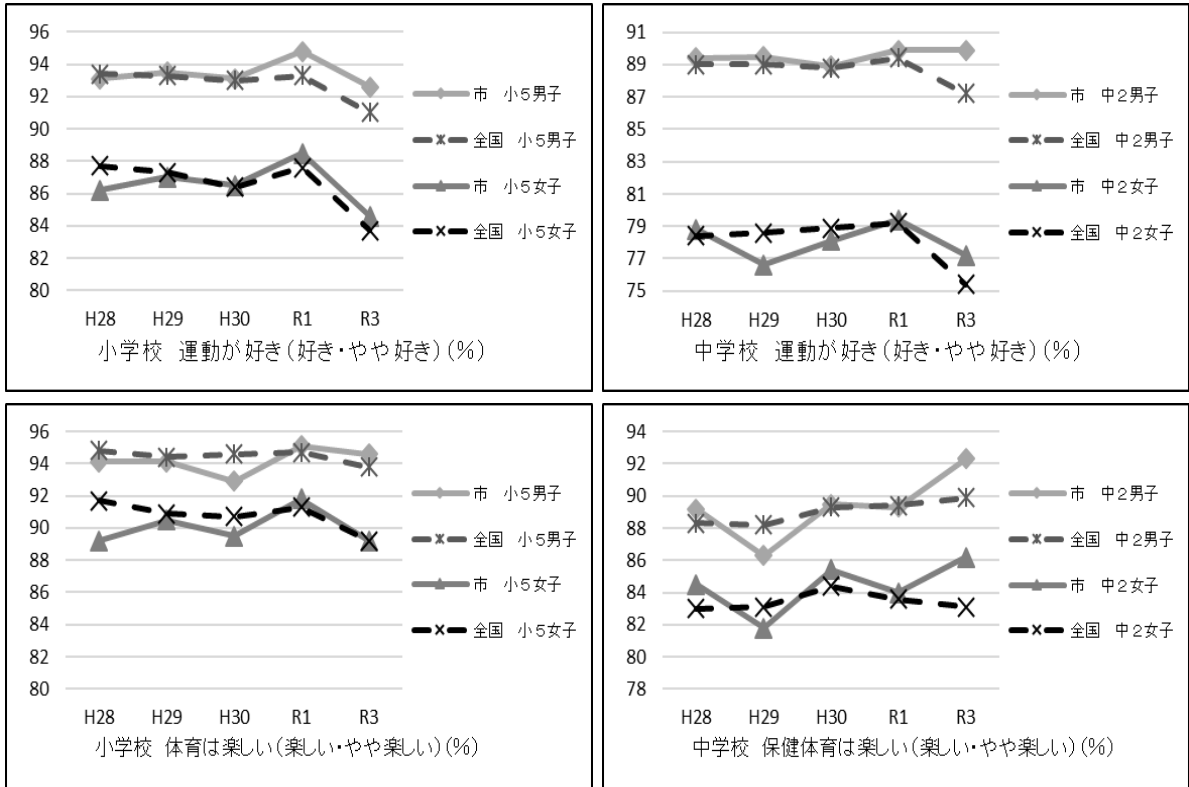 96
94
92
90
88
86
84
82
80
H28 H29 H30 R1 R3
小学校 運動が好き(好き・やや好き)(%)
市 小5男子
全国 小5男子
市 小5女子
全国 小5女子
91
89
87
85
83
81
79
77
75
H28 H29 H30 R1 R3
中学校 運動が好き(好き・やや好き)(%)
市 中2男子
全国 中2男子
市 中2女子
全国 中2女子
96
94
92
90
88
86
84
82
80
H28 H29 H30 R1 R3
小学校 体育は楽しい(楽しい・やや楽しい)(%)
市 小5男子
全国 小5男子
市 小5女子
全国 小5女子
94
92
90
88
86
84
82
80
78
H28 H29 H30 R1 R3
中学校 保健体育は楽しい(楽しい・やや楽しい)(%)
市 中2男子
全国 中2男子
市 中2女子
全国 中2女子